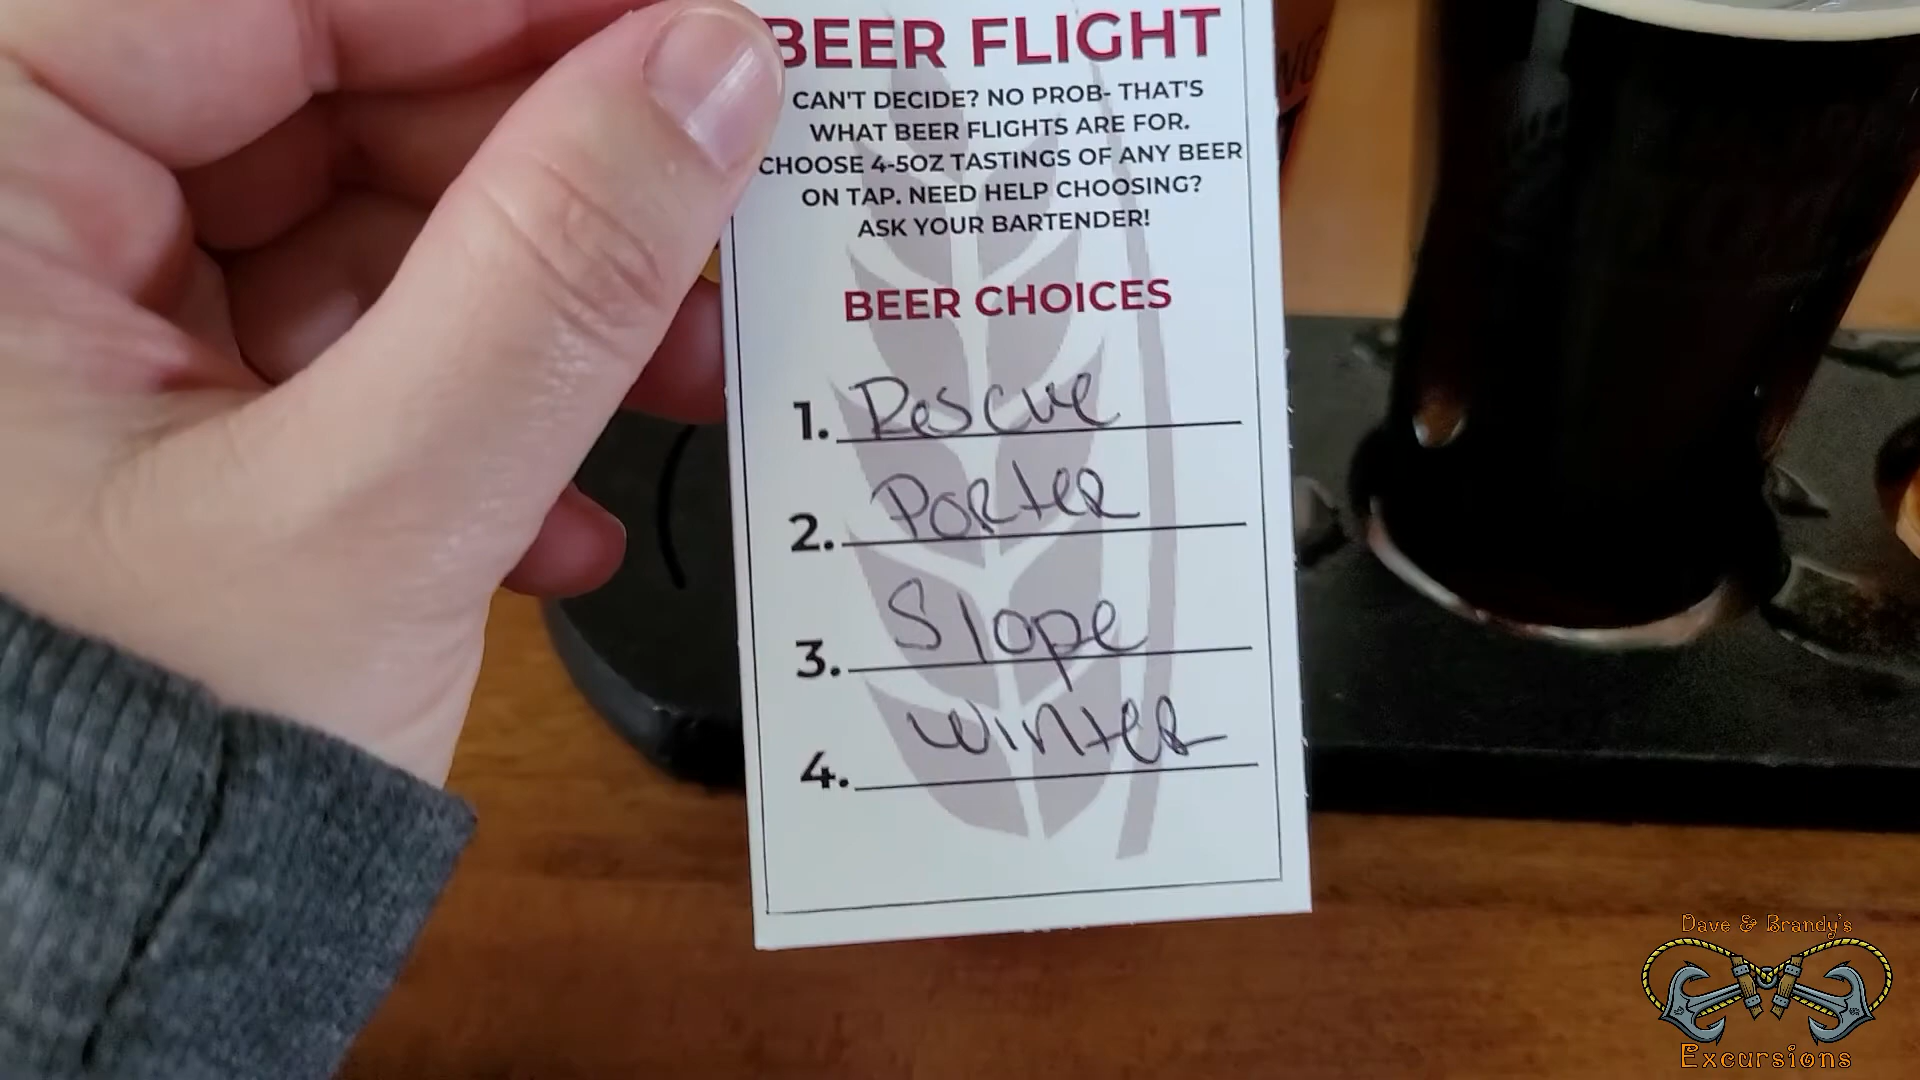 BEER FLIGHT
CAN'T DECIDE? NO PROB- THAT'S
WHAT BEER FLIGHTS ARE FOR.
CHOOSE 4-5OZ TASTINGS OF ANY BEER
ON TAP. NEED HELP CHOOSING?
ASK YOUR BARTENDER!
BEER CHOICES
1. Rescue
2. Porter
3. Slope
4. Winter
Dave & Brandy's
Excursions